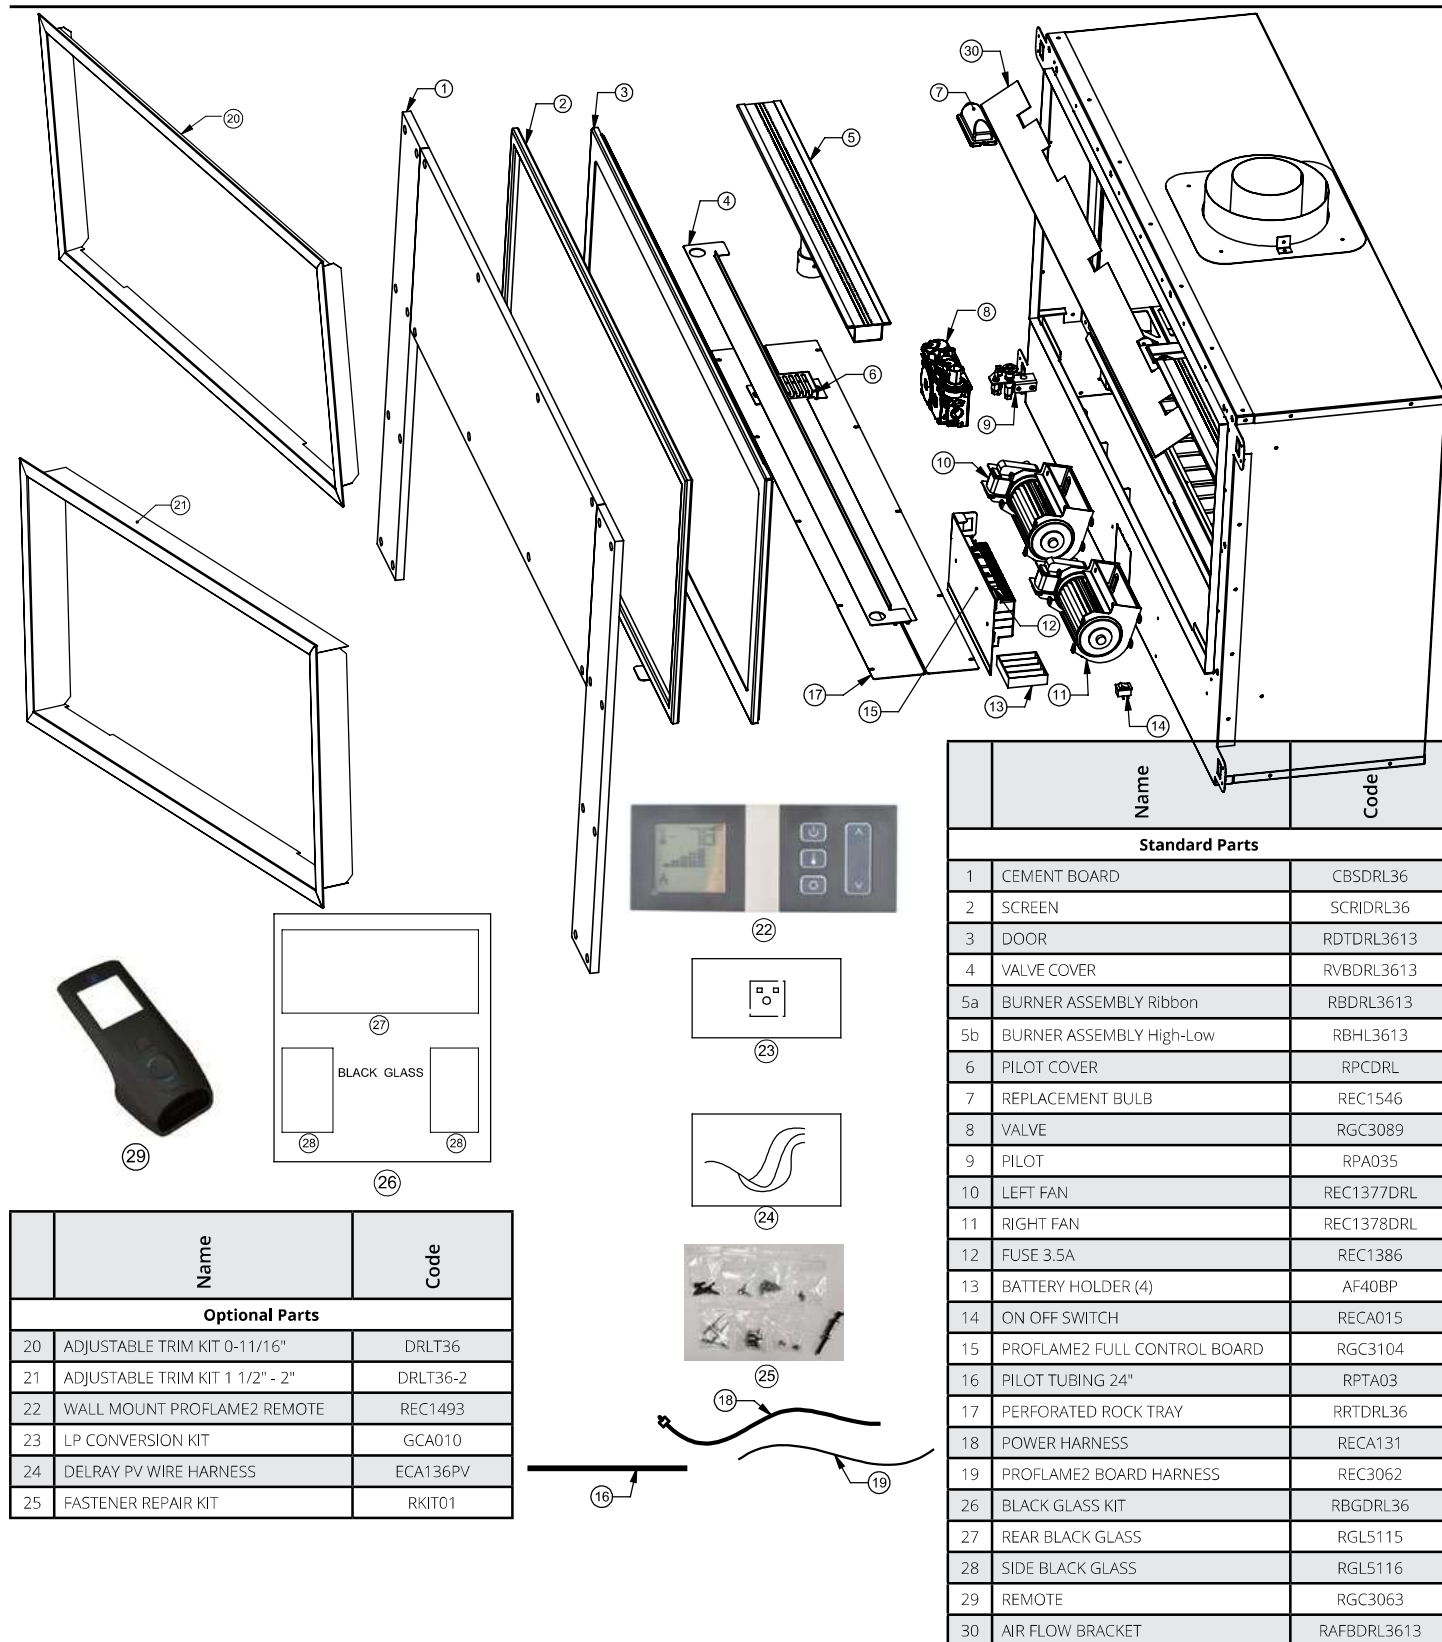 20
1
2
3
4
5
30
7
6
8
9
10
21
12
17
15
13
11
14
22
23
24
25
18
16
19
27
BLACK GLASS
28
28
26
29
Name Code
Standard Parts
1 CEMENT BOARD CBSDRL36
2 SCREEN SCRIDRL36
3 DOOR RDTDRL3613
4 VALVE COVER RVBDRL3613
5a BURNER ASSEMBLY Ribbon RBDRL3613
5b BURNER ASSEMBLY High-Low RBHL3613
6 PILOT COVER RPCDRL
7 REPLACEMENT BULB REC1546
8 VALVE RGC3089
9 PILOT RPA035
10 LEFT FAN REC1377DRL
11 RIGHT FAN REC1378DRL
12 FUSE 3.5A REC1386
13 BATTERY HOLDER (4) AF40BP
14 ON OFF SWITCH RECA015
15 PROFLAME2 FULL CONTROL BOARD RGC3104
16 PILOT TUBING 24" RPTA03
17 PERFORATED ROCK TRAY RRTDRL36
18 POWER HARNESS RECA131
19 PROFLAME2 BOARD HARNESS REC3062
26 BLACK GLASS KIT RBGDRL36
27 REAR BLACK GLASS RGL5115
28 SIDE BLACK GLASS RGL5116
29 REMOTE RGC3063
30 AIR FLOW BRACKET RAFBDRL3613
Name Code
Optional Parts
20 ADJUSTABLE TRIM KIT 0-11/16" DRLT36
21 ADJUSTABLE TRIM KIT 1 1/2" - 2" DRLT36-2
22 WALL MOUNT PROFLAME2 REMOTE REC1493
23 LP CONVERSION KIT GCA010
24 DELRAY PV WIRE HARNESS ECA136PV
25 FASTENER REPAIR KIT RKIT01